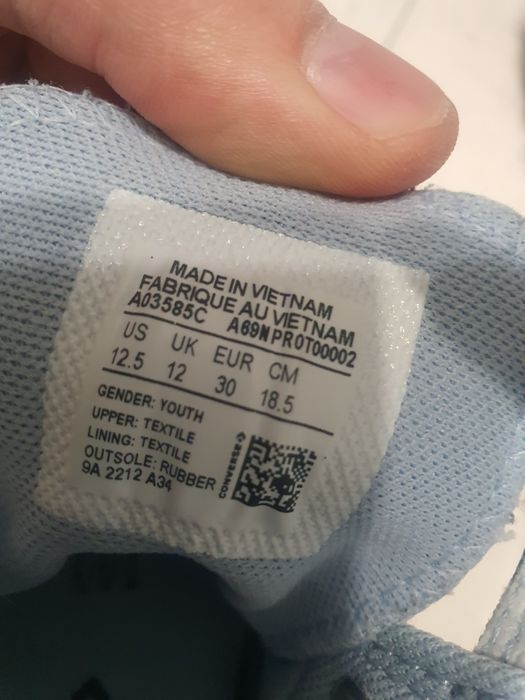 MADE IN VIETNAM
FABRIQUE AU VIETNAM
A03585C A69NPR0T00002
US UK EUR CM
12.5 12 30 18.5
GENDER: YOUTH
UPPER: TEXTILE
LINING: TEXTILE
OUTSOLE: RUBBER
9A 2212 A34
CONVERSE